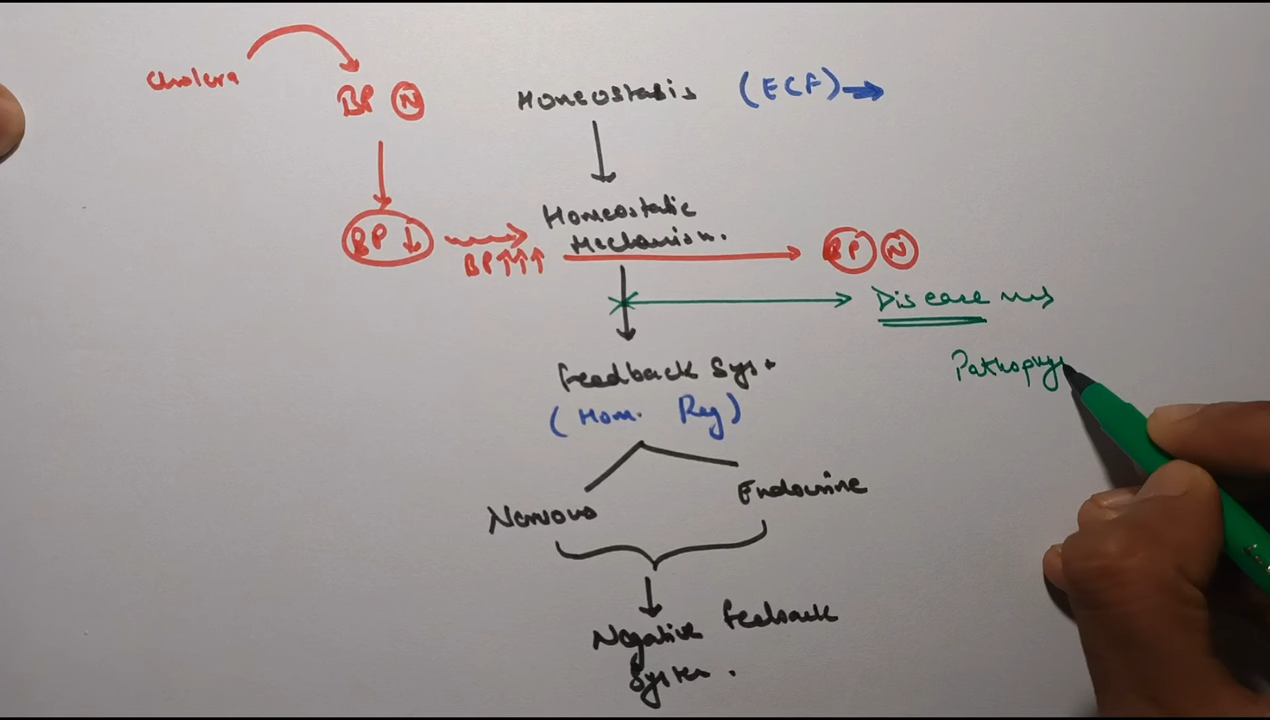 Cholera
BP N
Homeostasis (ECF)
Homeostatic
Mechanism.
BP ↓
BP↑↑↑
BP N
Disease
Pathophys
Feedback Sys.
(Hom. Reg)
Nervous
Endocrine
Negative Feedback
System.